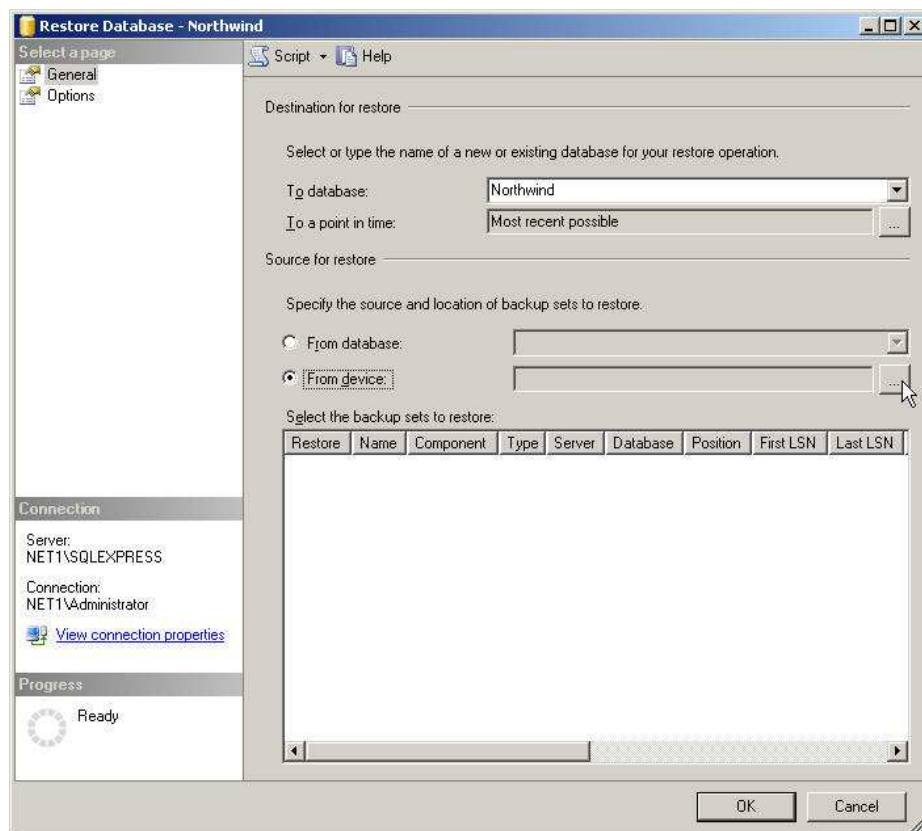 Restore Database - Northwind
Select a page
General
Options
Script Help
Destination for restore
Select or type the name of a new or existing database for your restore operation.
To database: Northwind
To a point in time: Most recent possible ...
Source for restore
Specify the source and location of backup sets to restore.
From database:
From device: ...
Select the backup sets to restore:
Restore Name Component Type Server Database Position First LSN Last LSN
Connection
Server:
NET1\SQLEXPRESS
Connection:
NET1\Administrator
View connection properties
Progress
Ready
OK Cancel